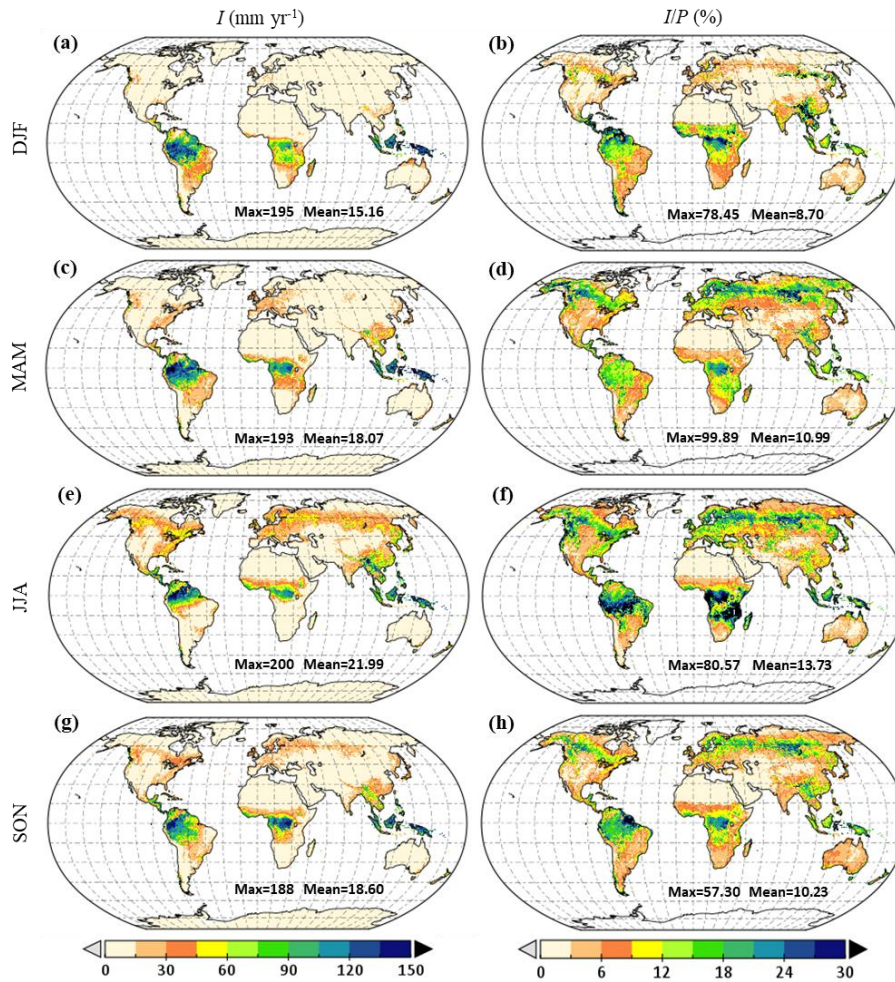 I (mm yr-1)
I/P (%)
DJF
(a)
Max=195 Mean=15.16
(b)
Max=78.45 Mean=8.70
MAM
(c)
Max=193 Mean=18.07
(d)
Max=99.89 Mean=10.99
JJA
(e)
Max=200 Mean=21.99
(f)
Max=80.57 Mean=13.73
SON
(g)
Max=188 Mean=18.60
(h)
Max=57.30 Mean=10.23
0 30 60 90 120 150
0 6 12 18 24 30